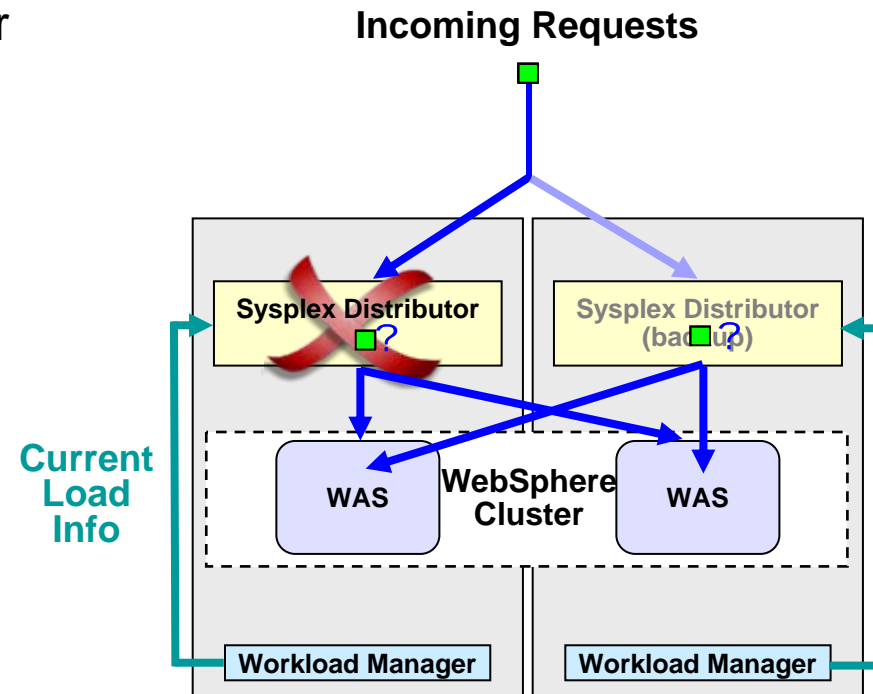 r
Incoming Requests
Sysplex Distributor
?
Sysplex Distributor
(backup)
?
Current
Load
Info
WAS
WebSphere
Cluster
WAS
Workload Manager
Workload Manager